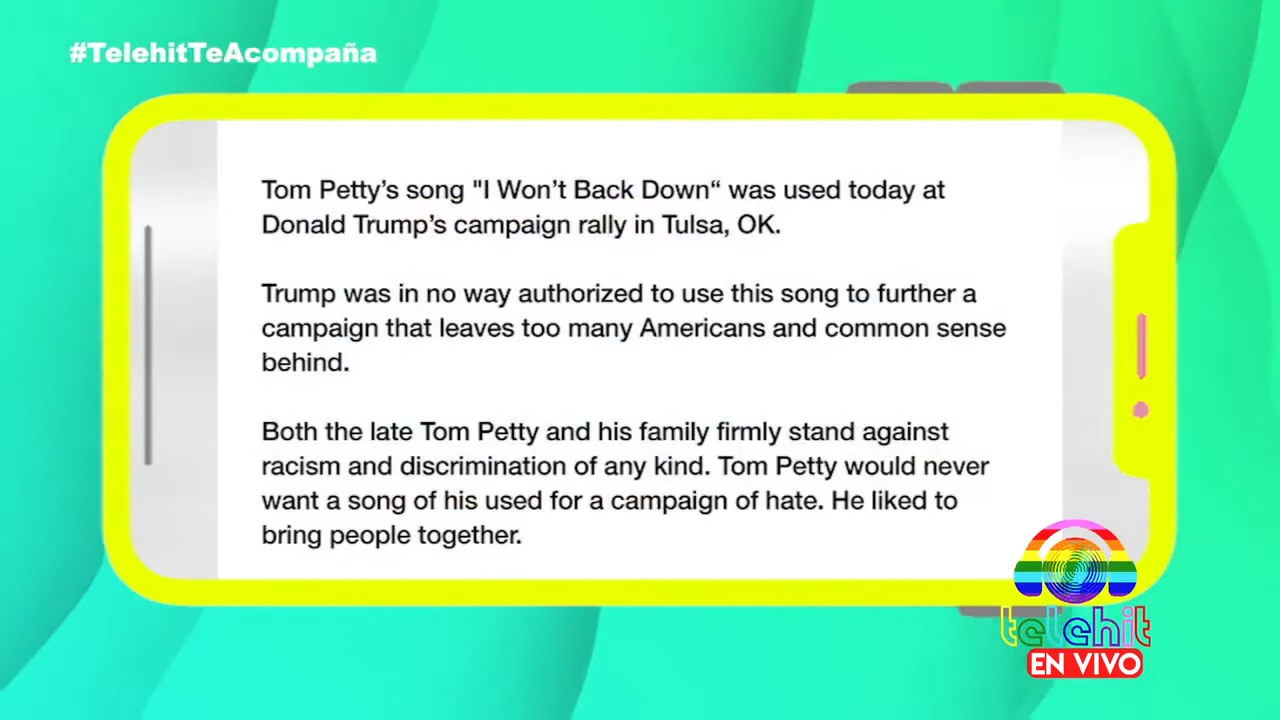 #TelehitTeAcompaña
Tom Petty’s song "I Won’t Back Down“ was used today at
Donald Trump’s campaign rally in Tulsa, OK.
Trump was in no way authorized to use this song to further a
campaign that leaves too many Americans and common sense
behind.
Both the late Tom Petty and his family firmly stand against
racism and discrimination of any kind. Tom Petty would never
want a song of his used for a campaign of hate. He liked to
bring people together.
telehit
EN VIVO